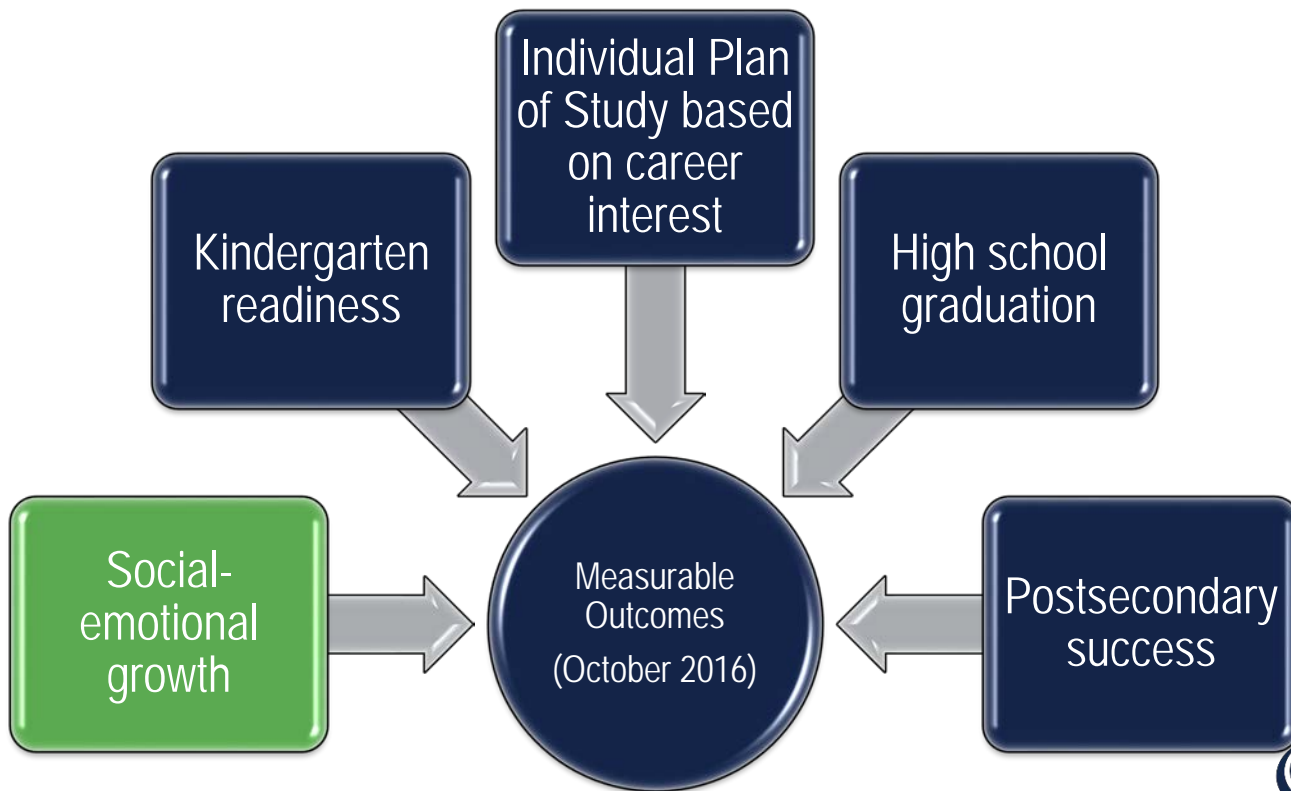 Individual Plan
of Study based
on career
interest
Kindergarten
readiness
High school
graduation
Social-
emotional
growth
Measurable
Outcomes
(October 2016)
Postsecondary
success